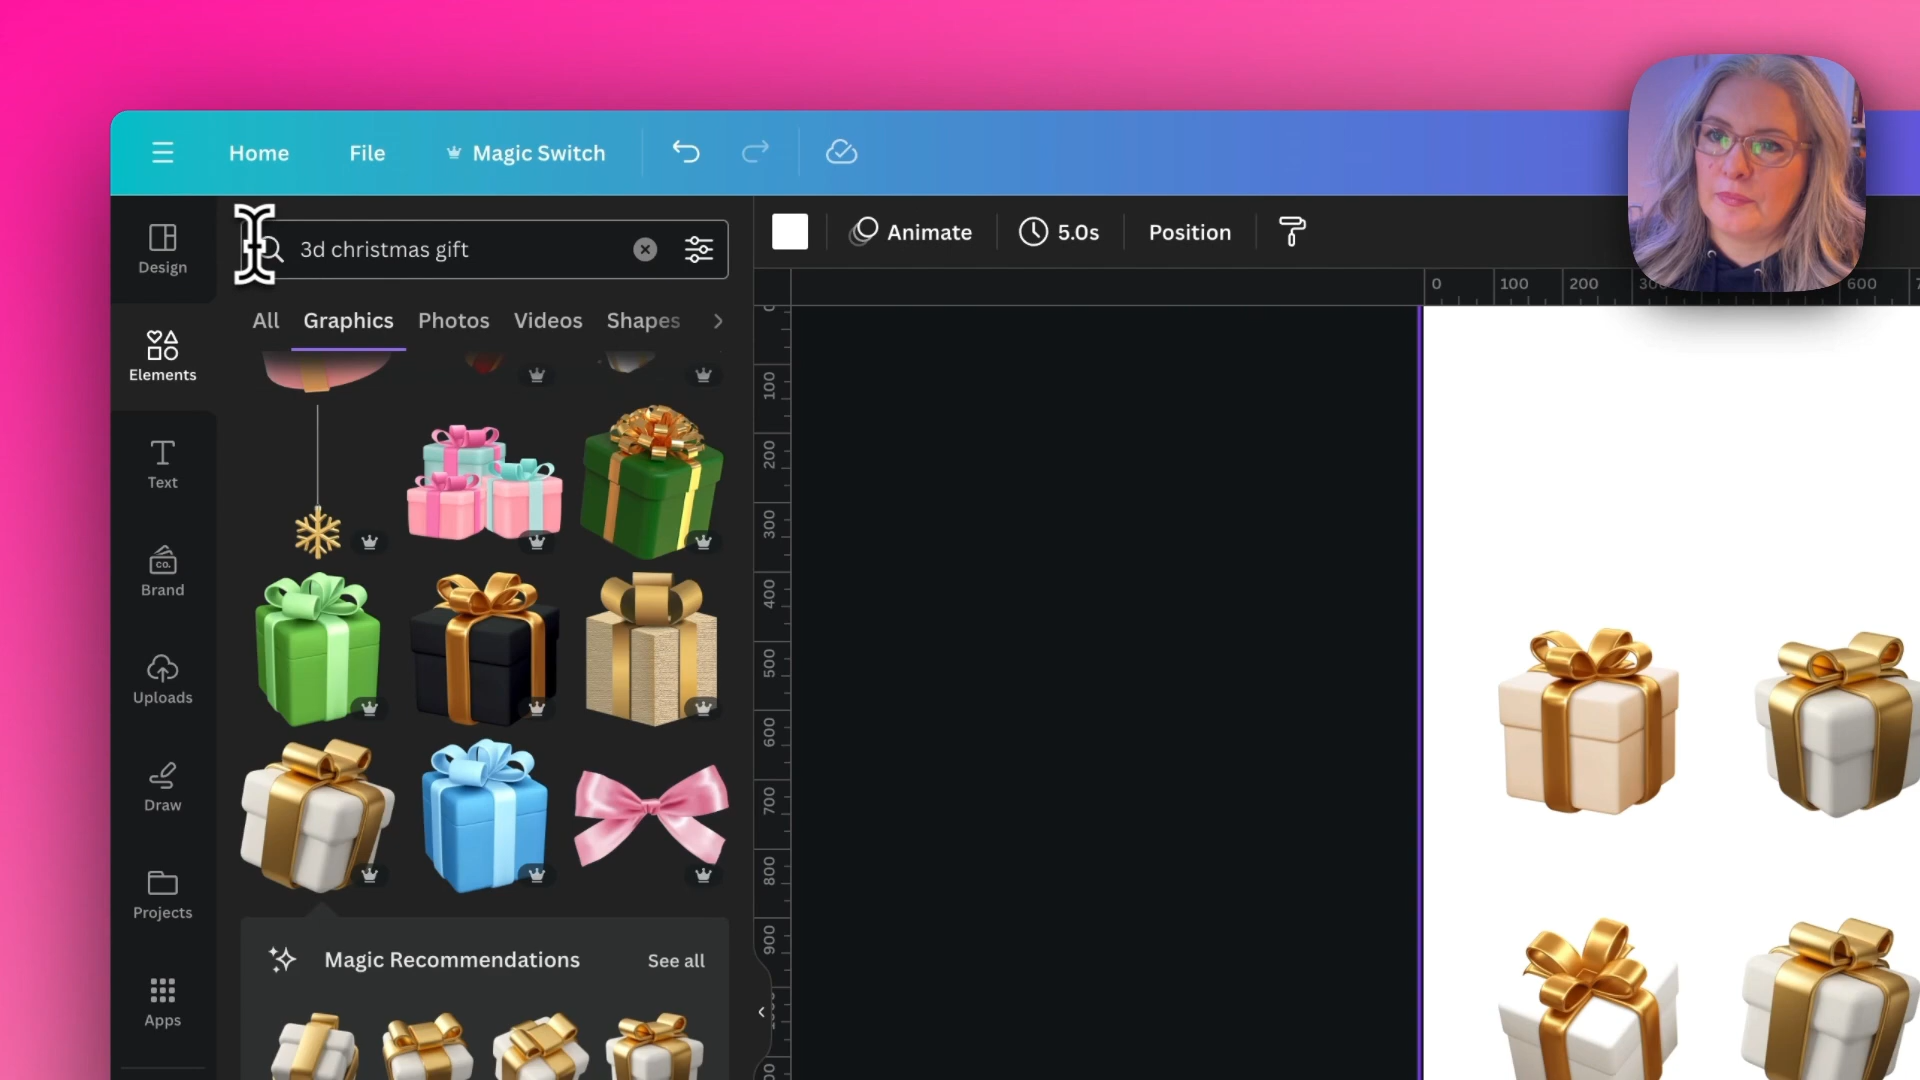 Home File Magic Switch
Design
3d christmas gift
Animate 5.0s Position
0 100 200 600
All Graphics Photos Videos Shapes
Elements
Text
Brand
CO.
Uploads
Draw
Projects
Apps
100
200
300
400
500
600
700
800
900
Magic Recommendations See all